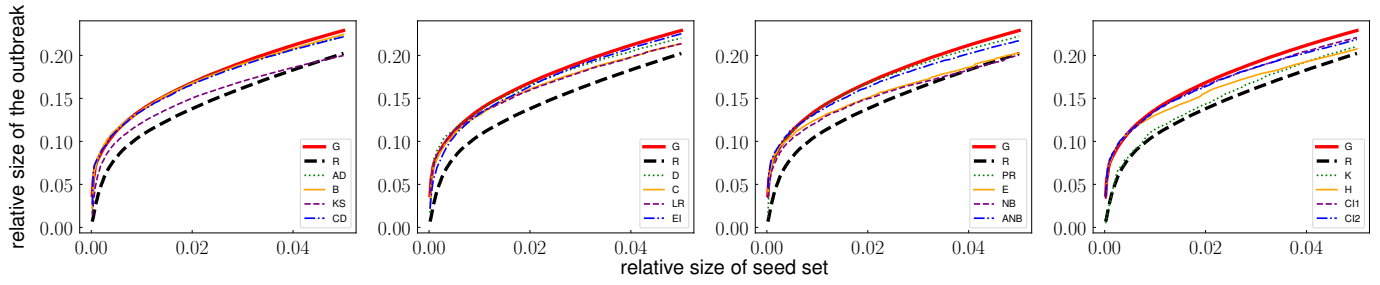 relative size of the outbreak
0.20
0.15
0.10
0.05
0.00
0.00
0.02
0.04
G
R
AD
B
KS
CD
0.20
0.15
0.10
0.05
0.00
0.00
0.02
0.04
G
R
D
C
LR
EI
0.20
0.15
0.10
0.05
0.00
0.00
0.02
0.04
G
R
PR
E
NB
ANB
0.20
0.15
0.10
0.05
0.00
0.00
0.02
0.04
G
R
K
H
CI1
CI2
relative size of seed set